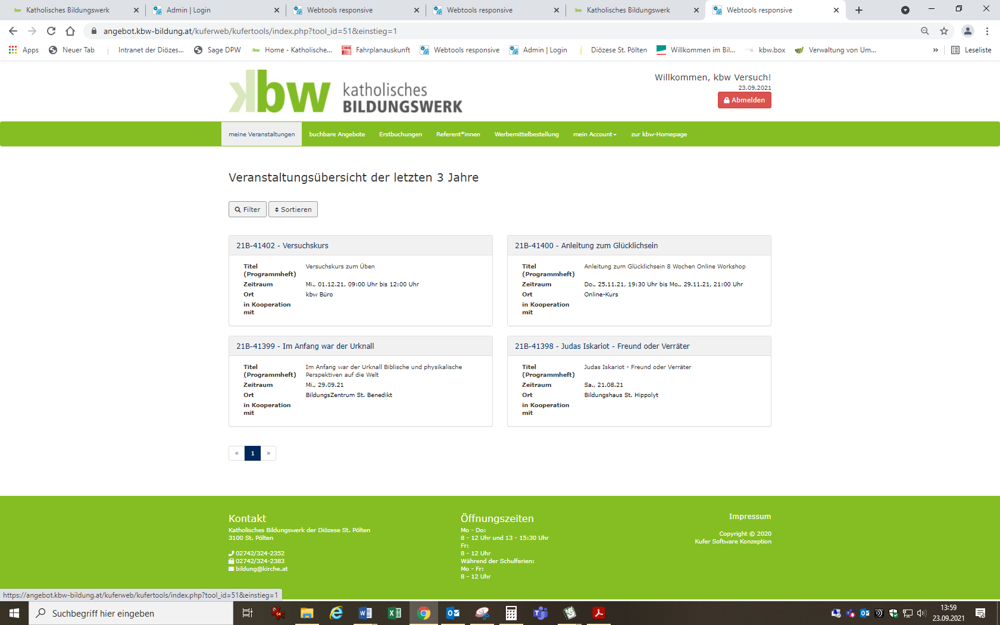 Katholisches Bildungswerk
Admin | Login
Webtools responsive
Webtools responsive
Katholisches Bildungswerk
Webtools responsive
angebot.kbw-bildung.at/kuferweb/kufertools/index.php?tool_id=51&einstieg=1
Apps
Neuer Tab
Intranet der Diözes...
Sage DPW
Home - Katholische...
Fahrplanauskunft
Webtools responsive
Admin | Login
Diözese St. Pölten
Willkommen im Bil...
kbw.box
Verwaltung von Um...
»
Leseliste
kbw katholisches
BILDUNGSWERK
Willkommen, kbw Versuch!
23.09.2021
Abmelden
meine Veranstaltungen
buchbare Angebote
Erstbuchungen
Referent*innen
Werbemittelbestellung
mein Account
zur kbw-Homepage
Veranstaltungsübersicht der letzten 3 Jahre
Filter
Sortieren
21B-41402 - Versuchskurs
Titel (Programmheft) Versuchskurs zum Üben
Zeitraum Mi., 01.12.21, 09:00 Uhr bis 12:00 Uhr
Ort kbw Büro
in Kooperation
mit
21B-41400 - Anleitung zum Glücklichsein
Titel (Programmheft) Anleitung zum Glücklichsein 8 Wochen Online Workshop
Zeitraum Do., 25.11.21, 19:30 Uhr bis Mo., 29.11.21, 21:00 Uhr
Ort Online-Kurs
in Kooperation
mit
21B-41399 - Im Anfang war der Urknall
Titel Im Anfang war der Urknall Biblische und physikalische
(Programmheft) Perspektiven auf die Welt
Zeitraum Mi., 29.09.21
Ort BildungsZentrum St. Benedikt
in Kooperation
mit
21B-41398 - Judas Iskariot - Freund oder Verräter
Titel (Programmheft) Judas Iskariot - Freund oder Verräter
Zeitraum Sa., 21.08.21
Ort Bildungshaus St. Hippolyt
in Kooperation
mit
« 1 »
Kontakt
Katholisches Bildungswerk der Diözese St. Pölten
3100 St. Pölten
02742/324-2352
02742/324-2383
bildung@kirche.at
Öffnungszeiten
Mo - Do:
8 - 12 Uhr und 13 - 15:30 Uhr
Fr:
8 - 12 Uhr
Während der Schulferien:
Mo - Fr:
8 - 12 Uhr
Impressum
Copyright © 2020
Kufer Software Konzeption
https://angebot.kbw-bildung.at/kuferweb/kufertools/index.php?tool_id=51&einstieg=1
Suchbegriff hier eingeben
13:59
23.09.2021